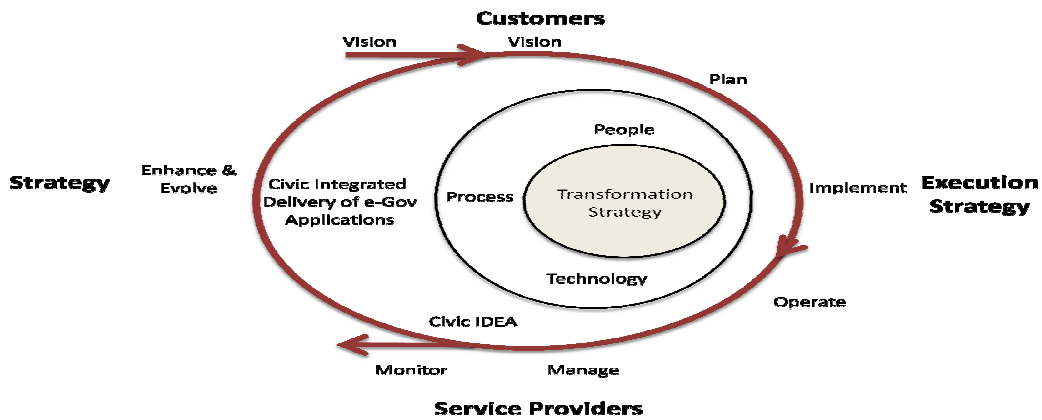 Customers
Vision
Vision
Plan
People
Enhance &
Evolve
Strategy
Civic Integrated
Delivery of e-Gov
Applications
Process
Transformation
Strategy
Implement
Execution
Strategy
Technology
Operate
Civic IDEA
Monitor
Manage
Service Providers